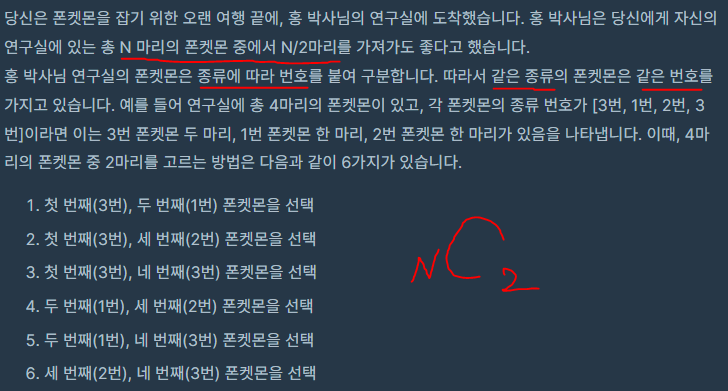 당신은 폰켓몬을 잡기 위한 오랜 여행 끝에, 홍 박사님의 연구실에 도착했습니다. 홍 박사님은 당신에게 자신의
연구실에 있는 총 N 마리의 폰켓몬 중에서 N/2마리를 가져가도 좋다고 했습니다.
홍 박사님 연구실의 폰켓몬은 종류에 따라 번호를 붙여 구분합니다. 따라서 같은 종류의 폰켓몬은 같은 번호를
가지고 있습니다. 예를 들어 연구실에 총 4마리의 폰켓몬이 있고, 각 폰켓몬의 종류 번호가 [3번, 1번, 2번, 3
번]이라면 이는 3번 폰켓몬 두 마리, 1번 폰켓몬 한 마리, 2번 폰켓몬 한 마리가 있음을 나타냅니다. 이때, 4마
리의 폰켓몬 중 2마리를 고르는 방법은 다음과 같이 6가지가 있습니다.
1. 첫 번째(3번), 두 번째(1번) 폰켓몬을 선택
2. 첫 번째(3번), 세 번째(2번) 폰켓몬을 선택
3. 첫 번째(3번), 네 번째(3번) 폰켓몬을 선택
4. 두 번째(1번), 세 번째(2번) 폰켓몬을 선택
5. 두 번째(1번), 네 번째(3번) 폰켓몬을 선택
6. 세 번째(2번), 네 번째(3번) 폰켓몬을 선택
N C 2